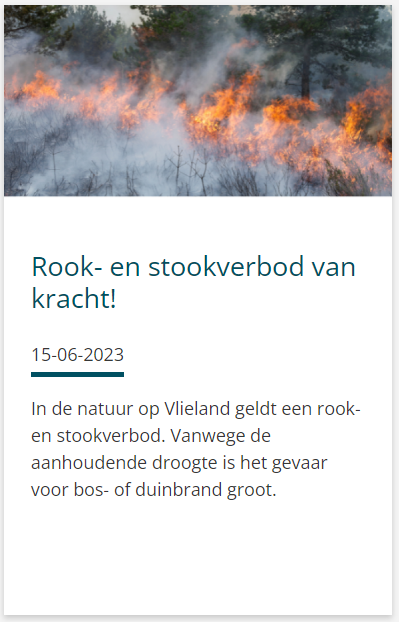 Rook- en stookverbod van
kracht!
15-06-2023
In de natuur op Vlieland geldt een rook-
en stookverbod. Vanwege de
aanhoudende droogte is het gevaar
voor bos- of duinbrand groot.